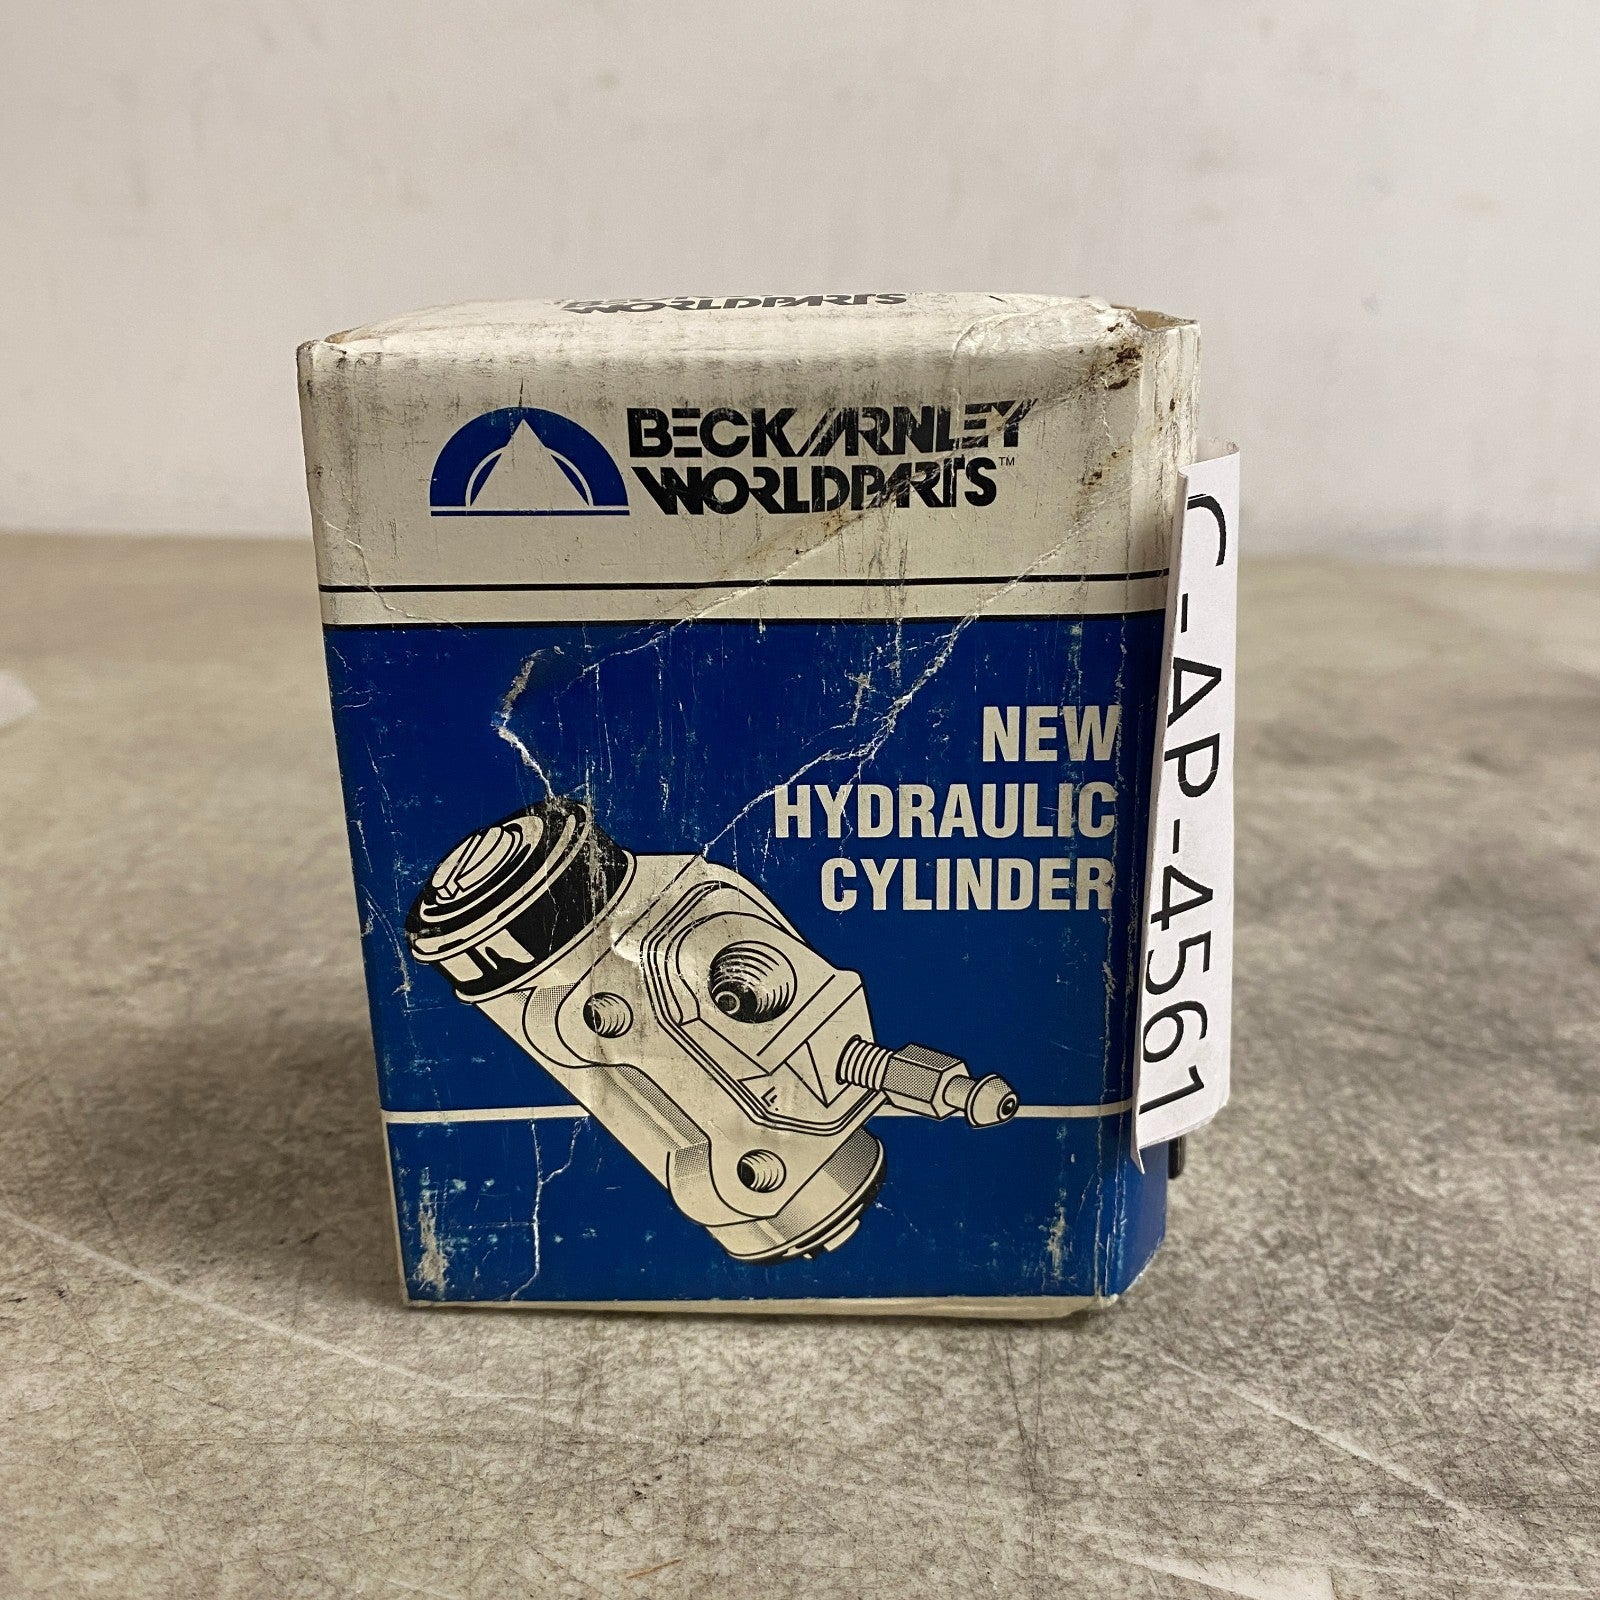 WORLDPARTS
BECK/ARNLEY
WORLDPARTS™
NEW
HYDRAULIC
CYLINDER
C-AP-4561